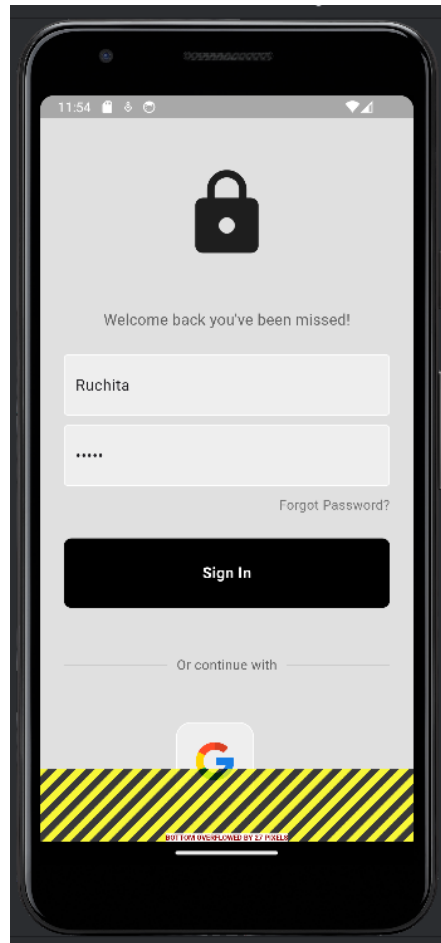 11:54
Welcome back you've been missed!
Ruchita
•••••
Forgot Password?
Sign In
Or continue with
G
BOTTOM OVERFLOWED BY 27 PIXELS